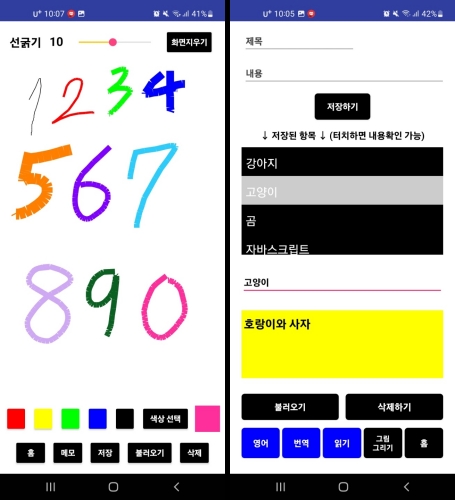 U+ 10:07 41%
선굵기 10 화면지우기
1 2 3 4
5 6 7
8 9 0
색상 선택
홈 메모 저장 불러오기 삭제
U+ 10:05 42%
제목
내용
저장하기
↓ 저장된 항목 ↓ (터치하면 내용확인 가능)
강아지
고양이
곰
자바스크립트
고양이
호랑이와 사자
불러오기 삭제하기
영어 번역 읽기 그림 그리기 홈